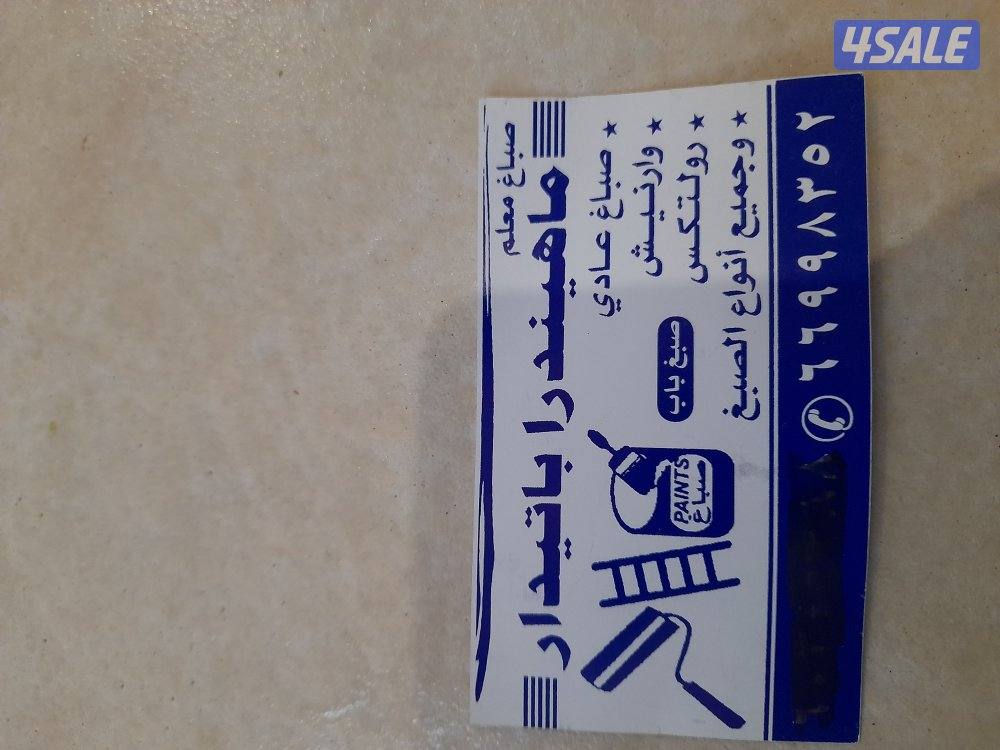 4SALE
صباغ معلم
ماهيندرا باتيدار
★ صباغ عادي
★ وارنيش
★ رولتكس
★ وجميع أنواع الصبغ
صبغ باب
PAINTS
صباغ
٦٦٩٩٨٣٥٢